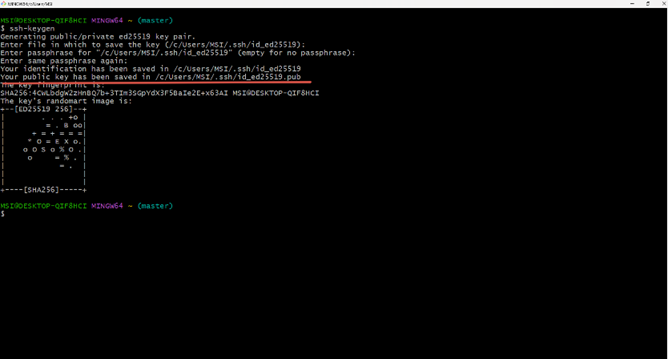 MINGW64:/c/Users/MSI
MSI@DESKTOP-QIF8HCI MINGW64 ~ (master)
$ ssh-keygen
Generating public/private ed25519 key pair.
Enter file in which to save the key (/c/Users/MSI/.ssh/id_ed25519):
Enter passphrase for "/c/Users/MSI/.ssh/id_ed25519" (empty for no passphrase):
Enter same passphrase again:
Your identification has been saved in /c/Users/MSI/.ssh/id_ed25519
Your public key has been saved in /c/Users/MSI/.ssh/id_ed25519.pub
The key fingerprint is:
SHA256:4CWLbdgW2zHmnBQ7b+3TIm3SGpYdX3F5BaIe2E+x63AI MSI@DESKTOP-QIF8HCI
The key's randomart image is:
+--[ED25519 256]--+
|        . . . +o |
|         = . B oo|
|      + = + = = =|
|     * O = E X o.|
|    o O S o % O .|
|     o     = % . |
|            = .  |
|                 |
|                 |
+----[SHA256]-----+
MSI@DESKTOP-QIF8HCI MINGW64 ~ (master)
$